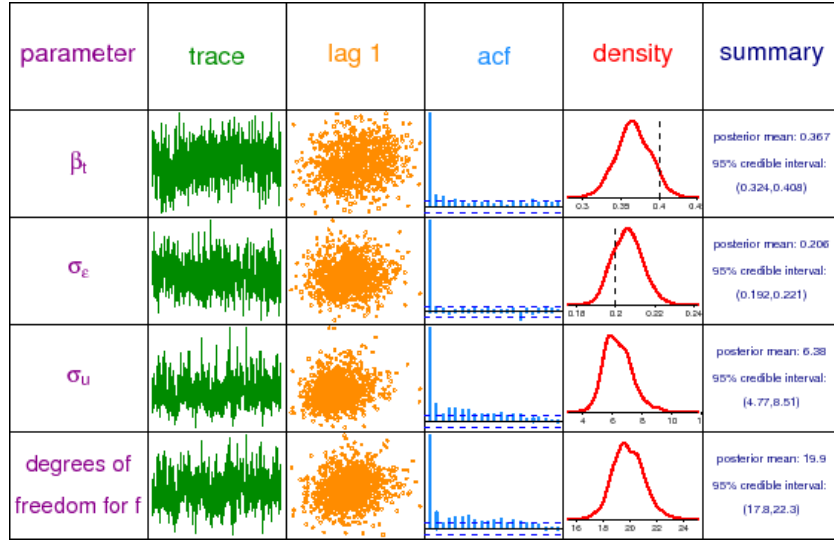 parameter trace lag 1 acf density summary
βt
0.3 0.35 0.4 0.45
posterior mean: 0.367
95% credible interval:
(0.324,0.408)
σε
0.18 0.2 0.22 0.24
posterior mean: 0.206
95% credible interval:
(0.192,0.221)
σu
4 6 8 10
posterior mean: 6.38
95% credible interval:
(4.77,8.51)
degrees of
freedom for f
16 18 20 22 24
posterior mean: 19.9
95% credible interval:
(17.8,22.3)